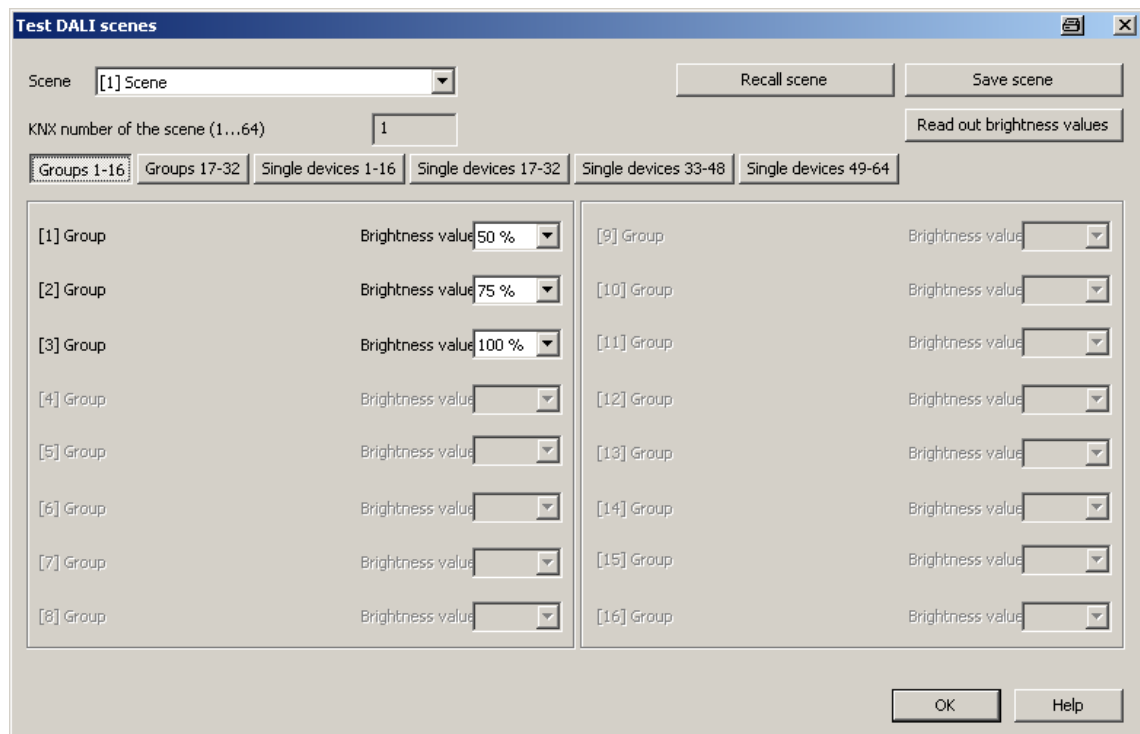 Test DALI scenes
Scene [1] Scene Recall scene Save scene
KNX number of the scene (1...64) 1 Read out brightness values
Groups 1-16 Groups 17-32 Single devices 1-16 Single devices 17-32 Single devices 33-48 Single devices 49-64
[1] Group Brightness value 50 % [9] Group Brightness value
[2] Group Brightness value 75 % [10] Group Brightness value
[3] Group Brightness value 100 % [11] Group Brightness value
[4] Group Brightness value [12] Group Brightness value
[5] Group Brightness value [13] Group Brightness value
[6] Group Brightness value [14] Group Brightness value
[7] Group Brightness value [15] Group Brightness value
[8] Group Brightness value [16] Group Brightness value
OK Help